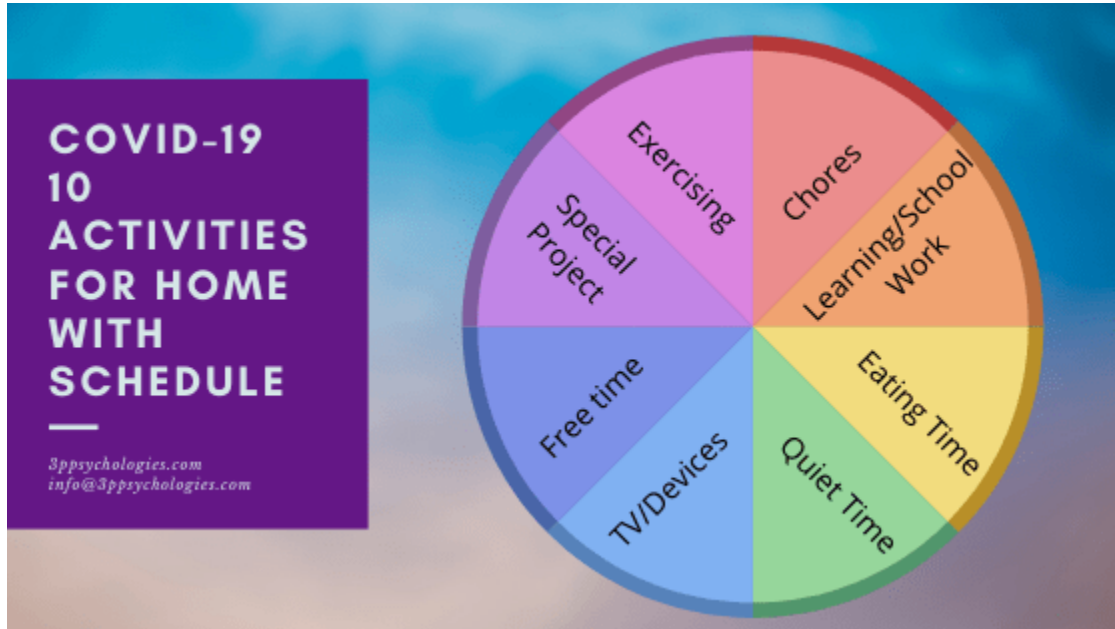 COVID-19
10
ACTIVITIES
FOR HOME
WITH
SCHEDULE
3ppsychologies.com
info@3ppsychologies.com
Exercising
Chores
Special
Project
Learning/School
Work
Free time
Eating Time
TV/Devices
Quiet Time